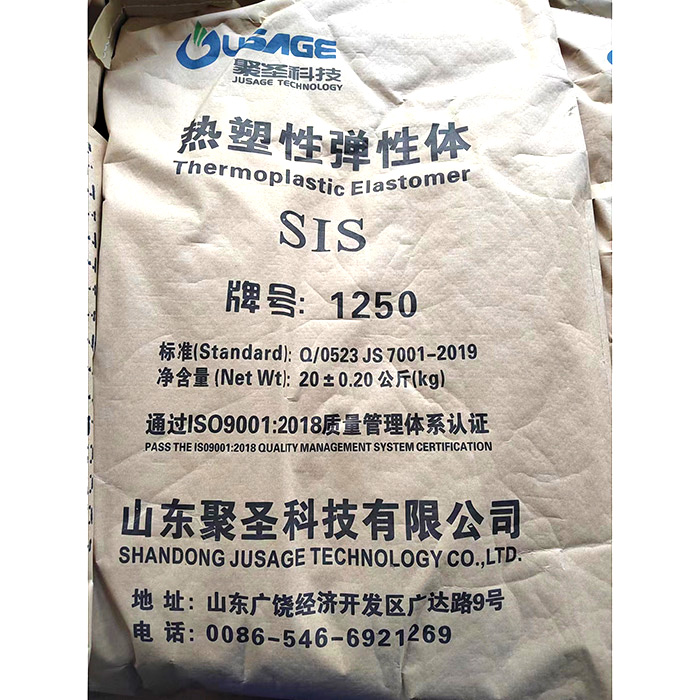 JUSAGE
聚圣科技
JUSAGE TECHNOLOGY
热塑性弹性体
Thermoplastic Elastomer
SIS
牌号: 1250
标准(Standard): Q/0523 JS 7001-2019
净含量 (Net Wt): 20±0.20 公斤(kg)
通过ISO9001:2018质量管理体系认证
PASS THE IS09001:2018 QUALITY MANAGEMENT SYSTEM CERTIFICATION
山东聚圣科技有限公司
SHANDONG JUSAGE TECHNOLOGY CO.,LTD.
地 址: 山东广饶经济开发区广达路9号
电 话: 0086-546-6921269